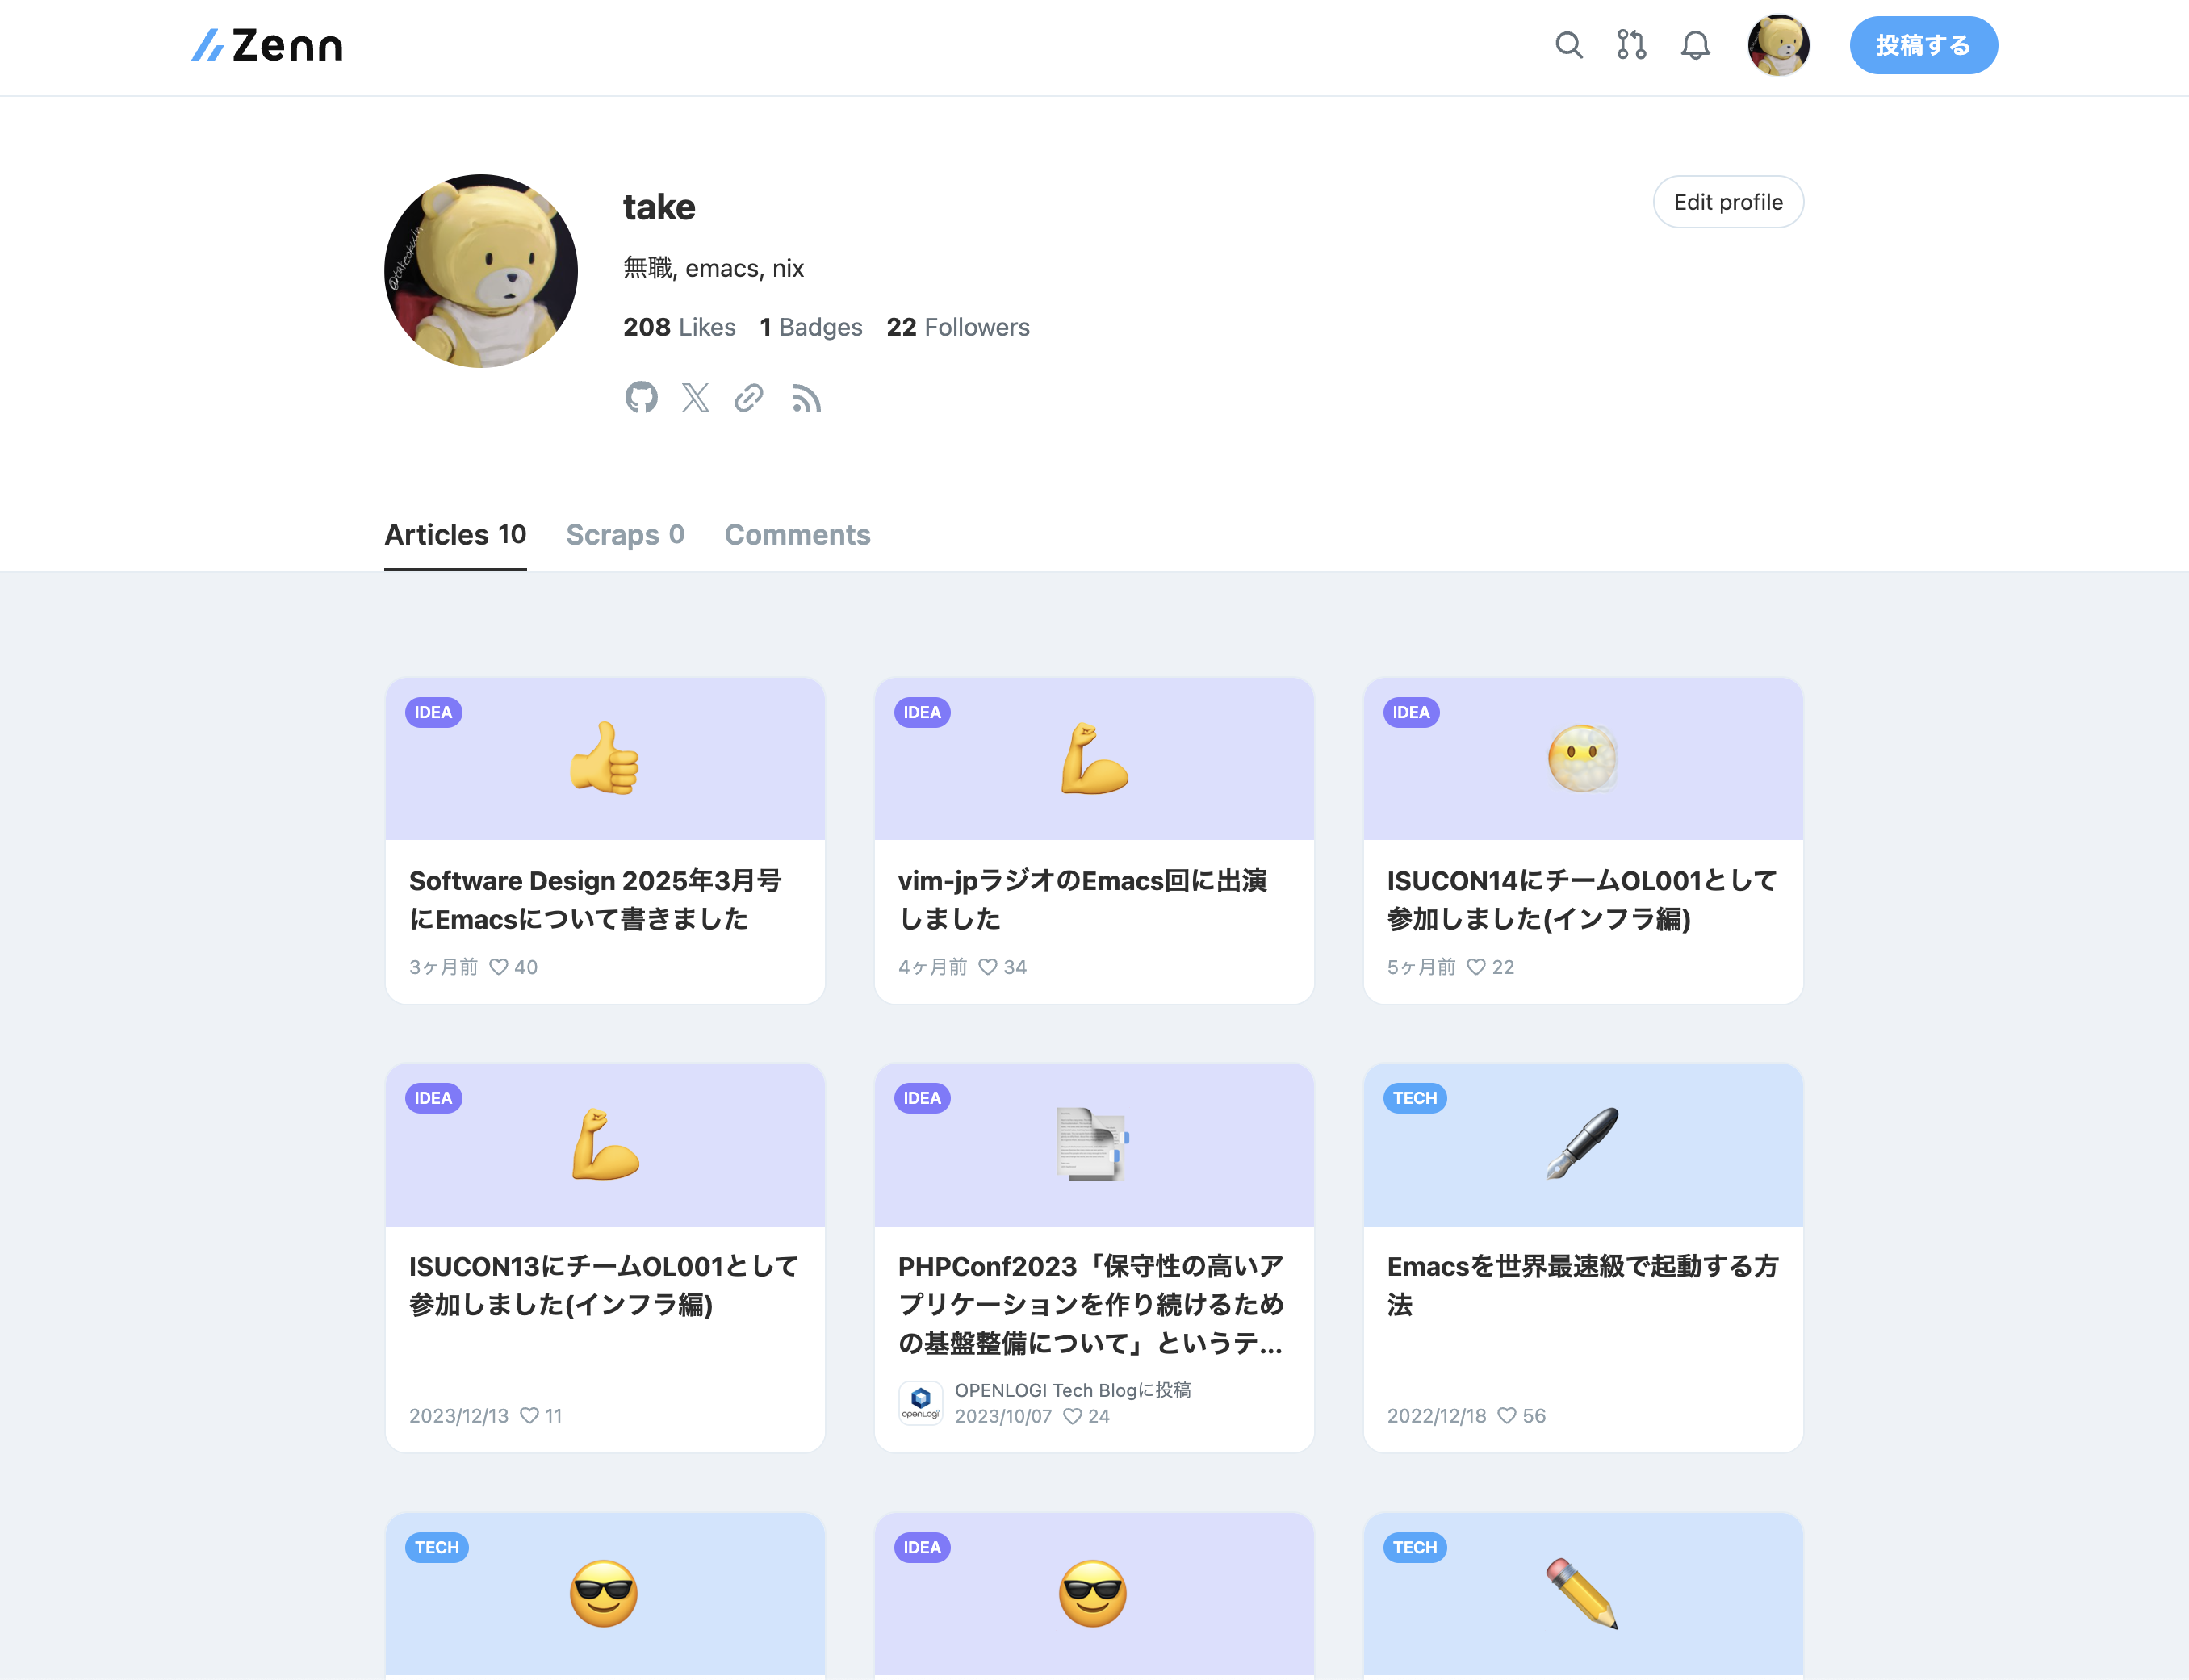 Zenn
投稿する
@takeokunn
take
Edit profile
無職, emacs, nix
208 Likes 1 Badges 22 Followers
Articles 10 Scraps 0 Comments
IDEA
Software Design 2025年3月号
にEmacsについて書きました
3ヶ月前 40
IDEA
vim-jpラジオのEmacs回に出演
しました
4ヶ月前 34
IDEA
ISUCON14にチームOL001として
参加しました(インフラ編)
5ヶ月前 22
IDEA
ISUCON13にチームOL001として
参加しました(インフラ編)
2023/12/13 11
IDEA
PHPConf2023「保守性の高いア
プリケーションを作り続けるため
の基盤整備について」というテ...
openLogi
OPENLOGI Tech Blogに投稿
2023/10/07 24
TECH
Emacsを世界最速級で起動する方
法
2022/12/18 56
TECH
IDEA
TECH